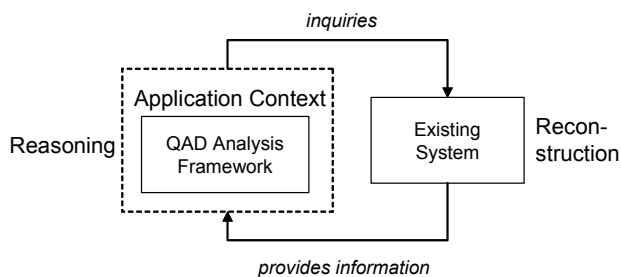 inquiries
Application Context
Reasoning
QAD Analysis
Framework
Existing
System
Recon-
struction
provides information